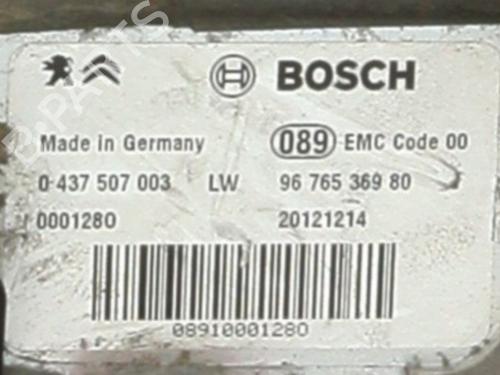 BOSCH
Made in Germany 089 EMC Code 00
0 437 507 003 LW 96 765 369 80
0001280 20121214
08910001280